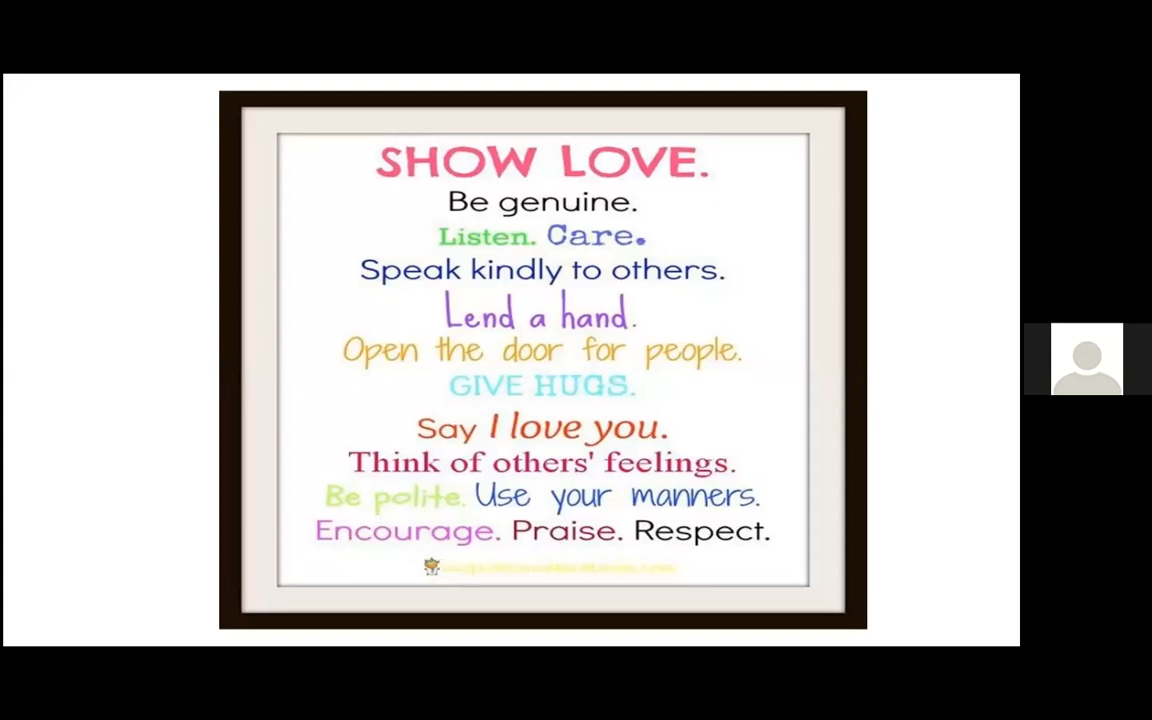 SHOW LOVE.
Be genuine.
Listen. Care.
Speak kindly to others.
Lend a hand.
Open the door for people.
GIVE HUGS.
Say I love you.
Think of others' feelings.
Be polite. Use your manners.
Encourage. Praise. Respect.